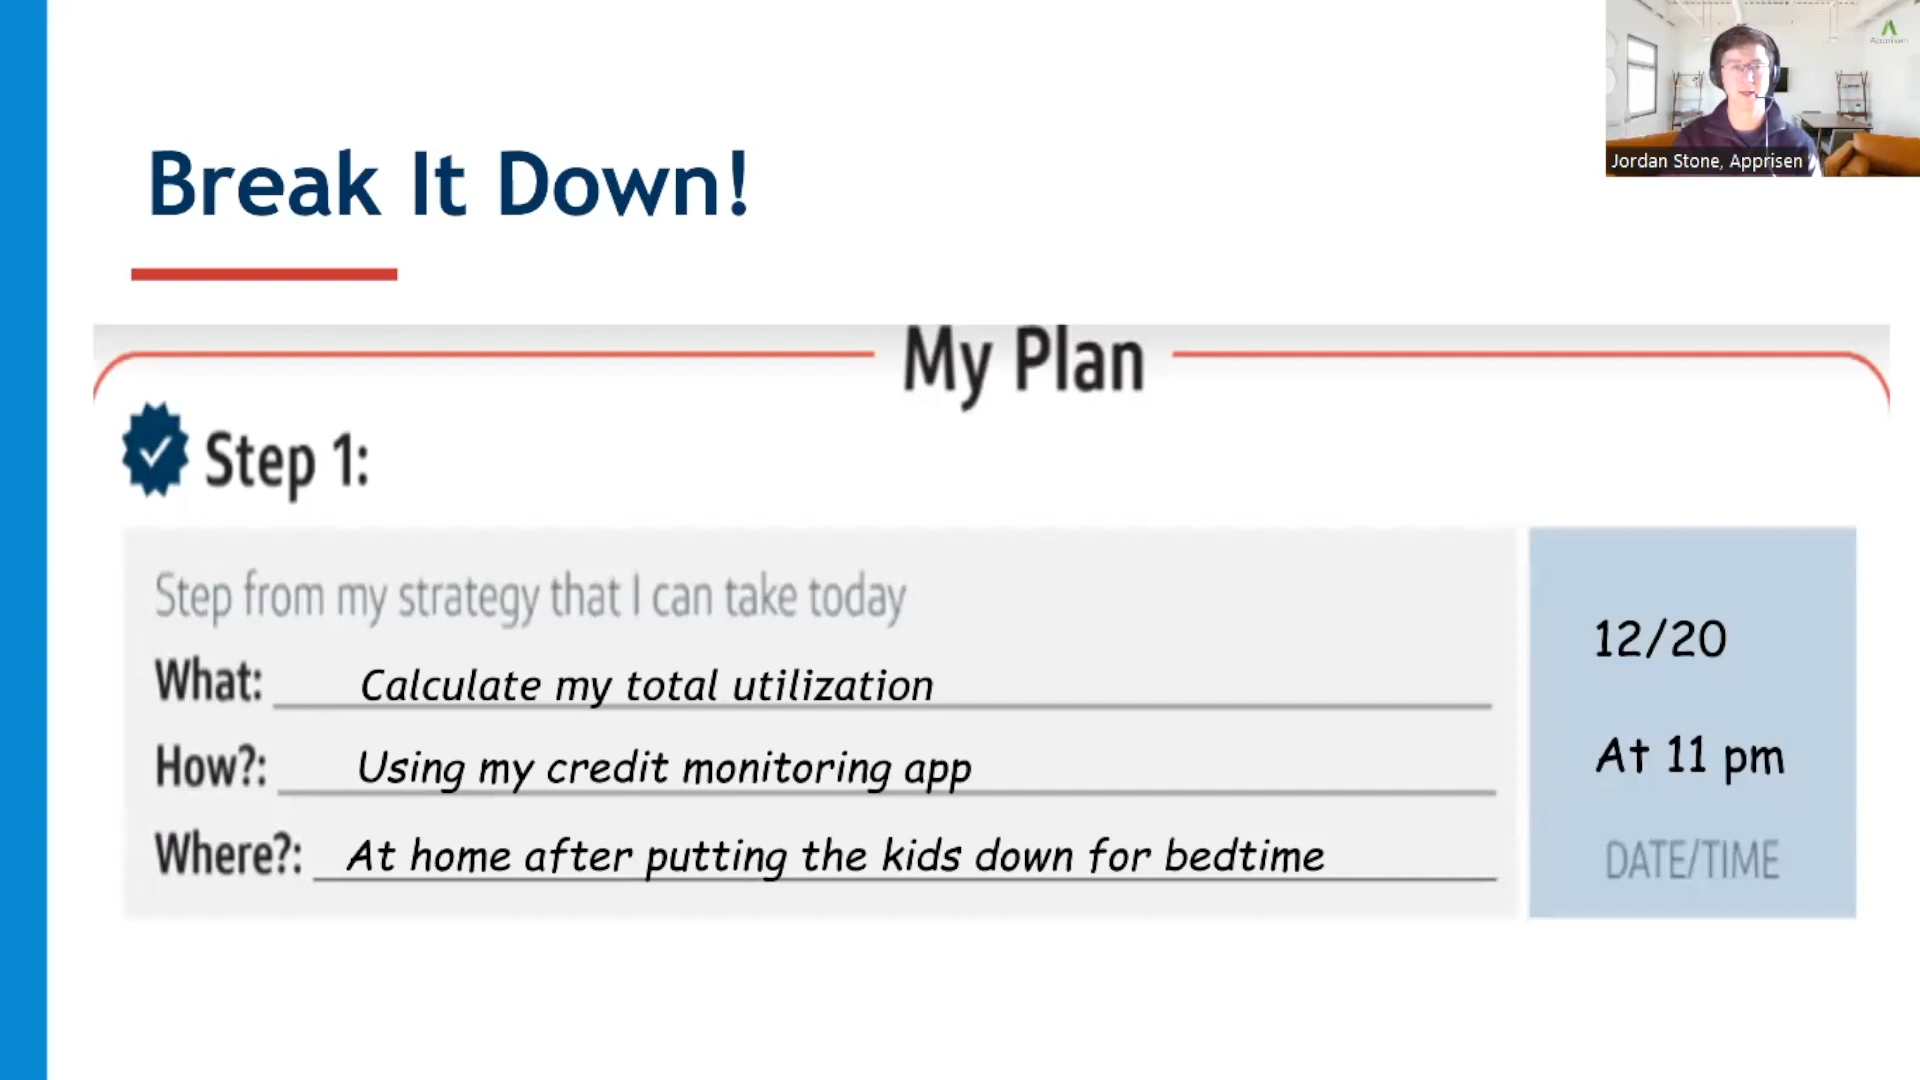 Break It Down!
Apprisen
Jordan Stone, Apprisen
My Plan
Step 1:
Step from my strategy that I can take today
What: Calculate my total utilization
How?: Using my credit monitoring app
Where?: At home after putting the kids down for bedtime
12/20
At 11 pm
DATE/TIME